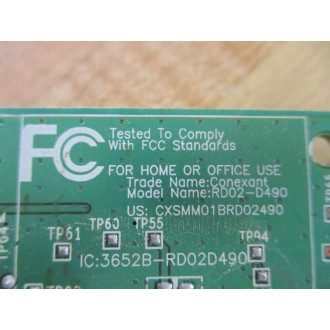 FC
Tested To Comply
With FCC Standards
FOR HOME OR OFFICE USE
Trade Name:Conexant
Model Name:RD02-D490
US: CXSMM01BRD02490
TP60 TP55
TP61
TP94
TP64
IC:3652B-RD02D490